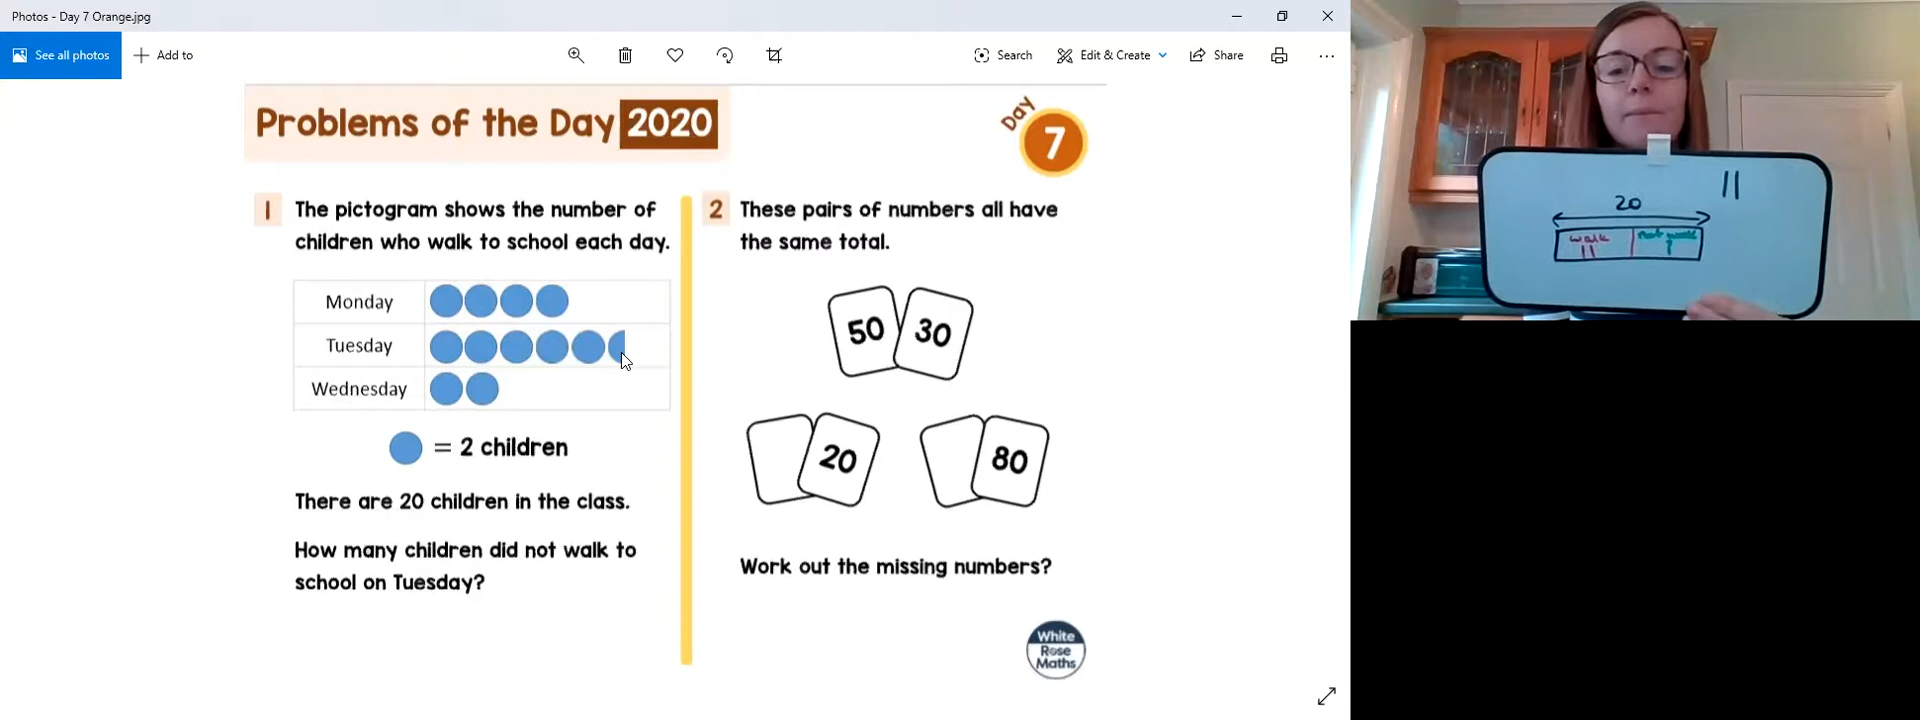 Photos - Day 7 Orange.jpg
See all photos
Add to
Search
Edit & Create
Share
Problems of the Day 2020
Day
7
1
The pictogram shows the number of
children who walk to school each day.
Monday
Tuesday
Wednesday
= 2 children
There are 20 children in the class.
How many children did not walk to
school on Tuesday?
2
These pairs of numbers all have
the same total.
50
30
20
80
Work out the missing numbers?
White
Rose
Maths
11
20
walk
not walk
11
?